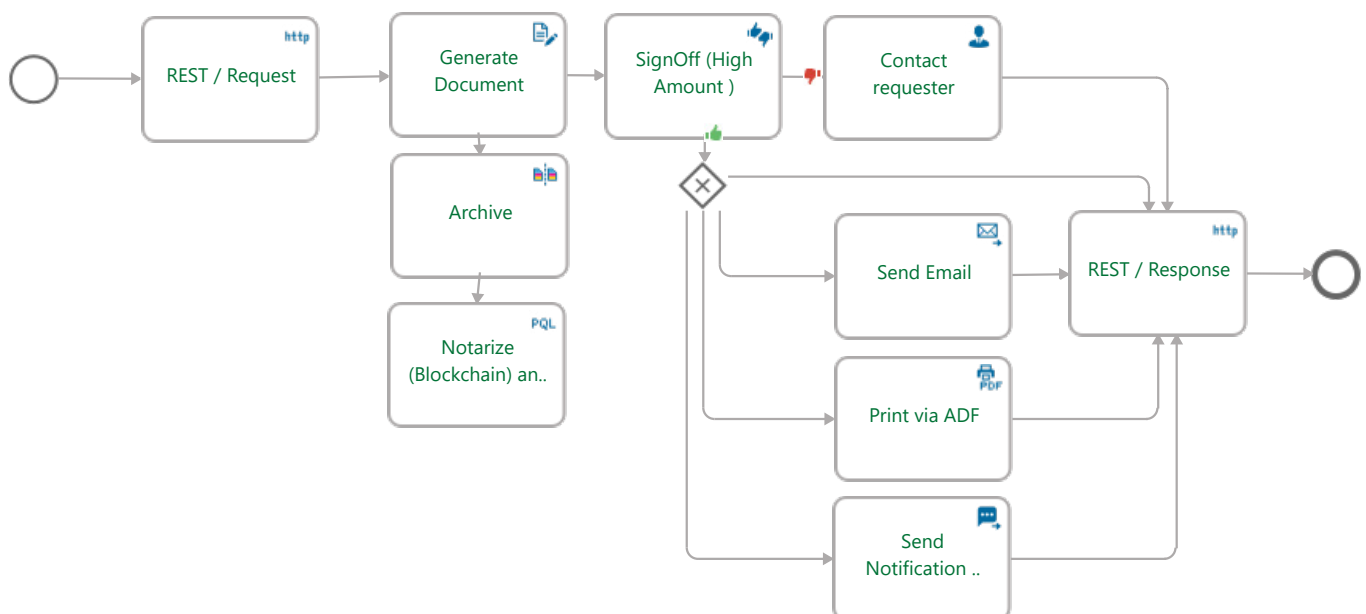 http
REST / Request
Generate
Document
SignOff (High
Amount )
Contact
requester
Archive
PQL
Notarize
(Blockchain) an..
Send Email
http
REST / Response
PDF
Print via ADF
Send
Notification ..